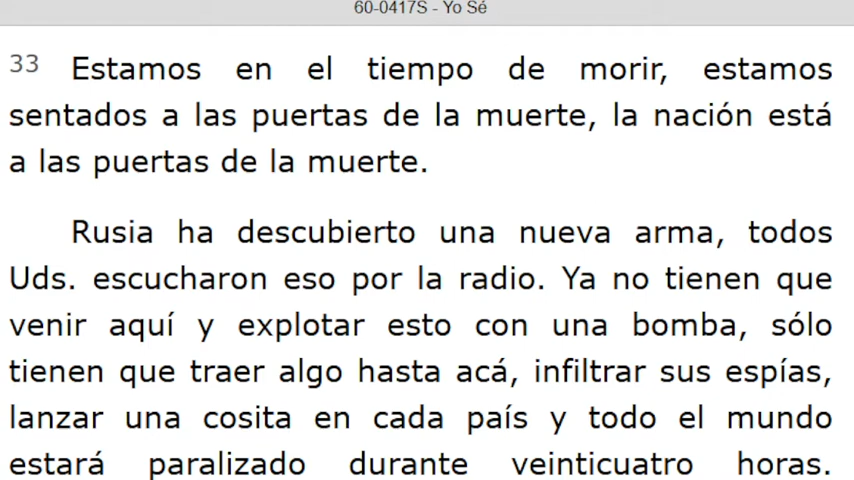 60-0417S - Yo Sé
33 Estamos en el tiempo de morir, estamos
sentados a las puertas de la muerte, la nación está
a las puertas de la muerte.
Rusia ha descubierto una nueva arma, todos
Uds. escucharon eso por la radio. Ya no tienen que
venir aquí y explotar esto con una bomba, sólo
tienen que traer algo hasta acá, infiltrar sus espías,
lanzar una cosita en cada país y todo el mundo
estará paralizado durante veinticuatro horas.